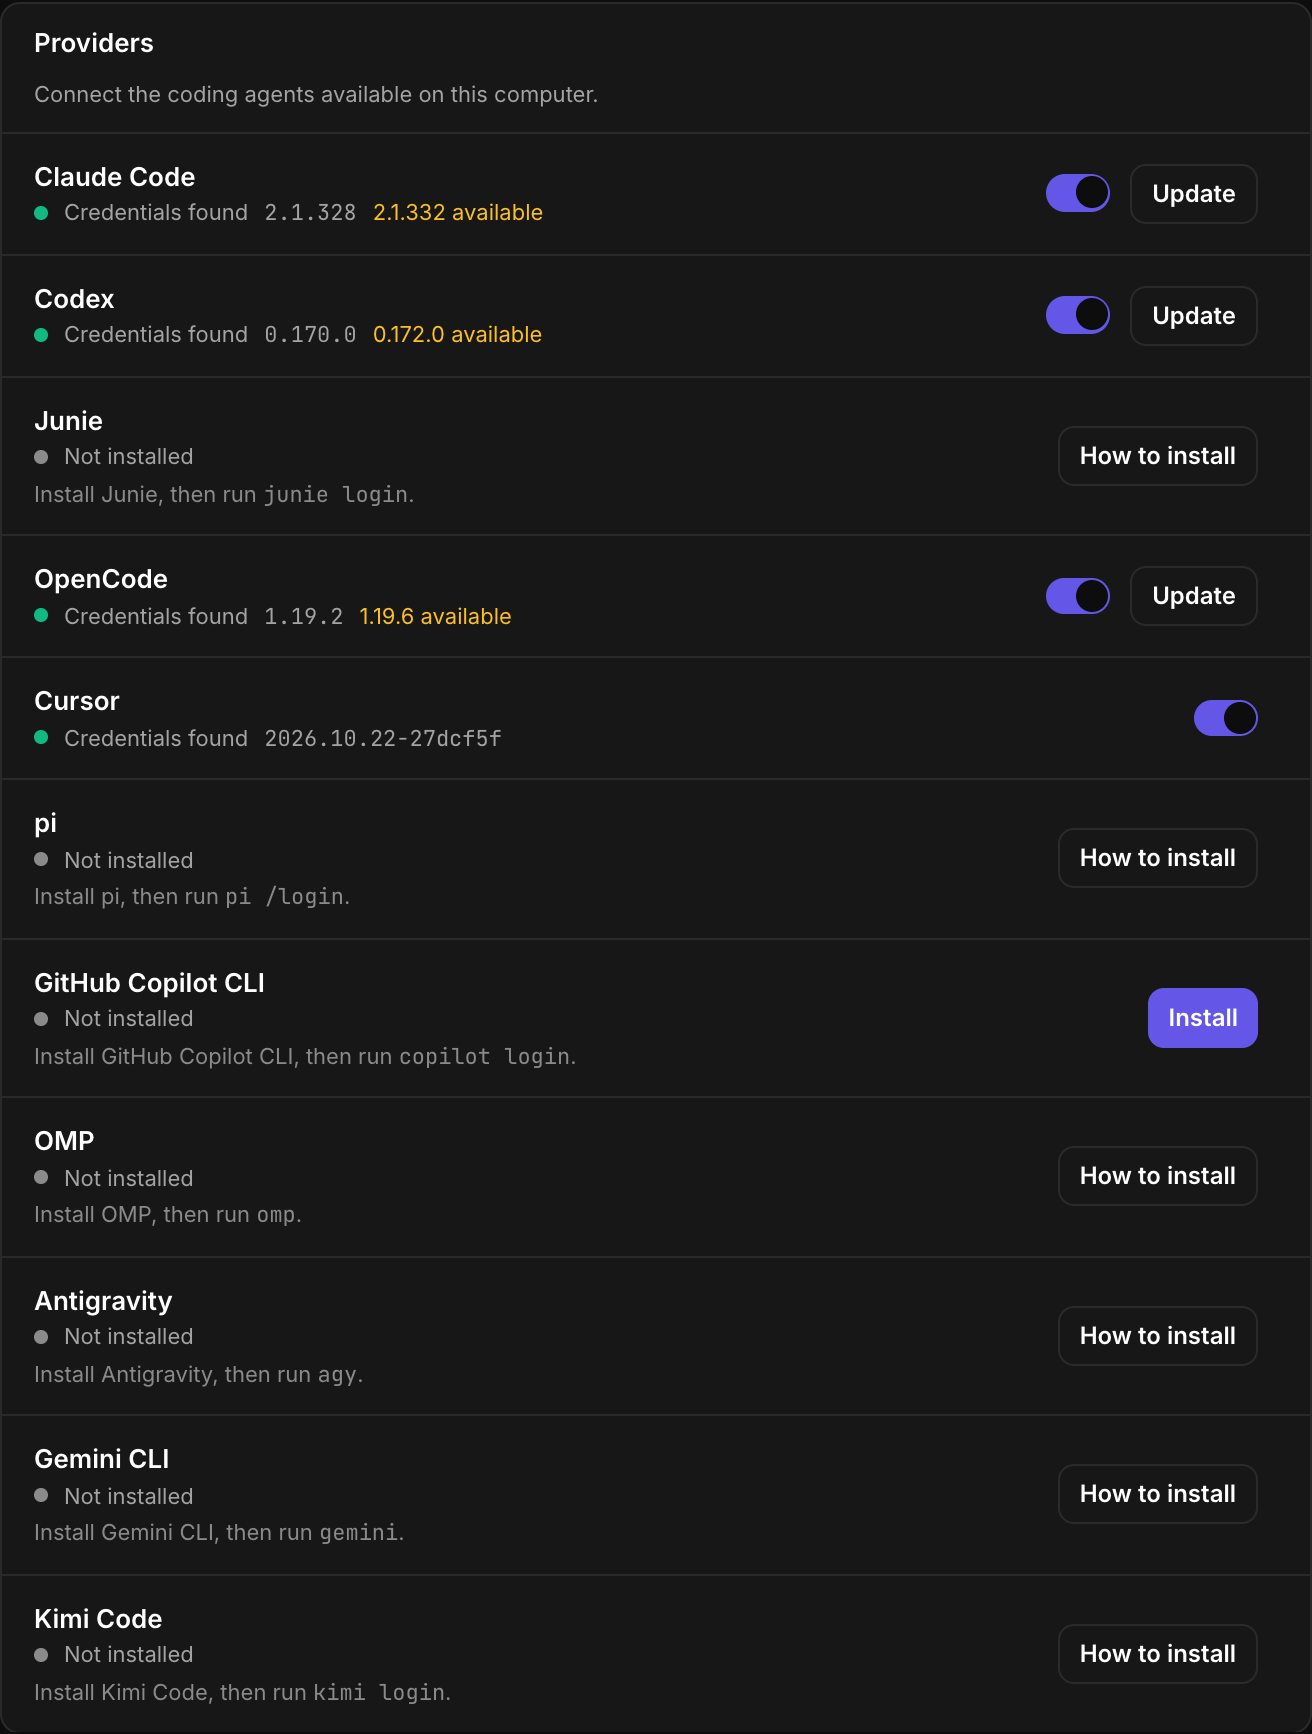 Providers
Connect the coding agents available on this computer.
Claude Code
Credentials found 2.1.328 2.1.332 available
Update
Codex
Credentials found 0.170.0 0.172.0 available
Update
Junie
Not installed
Install Junie, then run junie login.
How to install
OpenCode
Credentials found 1.19.2 1.19.6 available
Update
Cursor
Credentials found 2026.10.22-27dcf5f
pi
Not installed
Install pi, then run pi /login.
How to install
GitHub Copilot CLI
Not installed
Install GitHub Copilot CLI, then run copilot login.
Install
OMP
Not installed
Install OMP, then run omp.
How to install
Antigravity
Not installed
Install Antigravity, then run agy.
How to install
Gemini CLI
Not installed
Install Gemini CLI, then run gemini.
How to install
Kimi Code
Not installed
Install Kimi Code, then run kimi login.
How to install